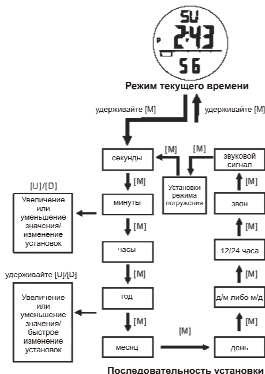 SU
P 2:43
56
Режим текущего времени
удерживайте [M]
удерживайте [M]
[M]
[M]
секунды
Установки
режима
погружения
звуковой
сигнал
[U]/[D]
[M]
[M]
Увеличение
или
уменьшение
значения/
изменение
установок
минуты
звон
[M]
[M]
часы
12/24 часа
удерживайте [U]/[D]
[M]
[M]
Увеличение
или
уменьшение
значения/
быстрое
изменение
установок
год
д/м либо м/д
[M]
[M]
[M]
месяц
день
Последовательность установки